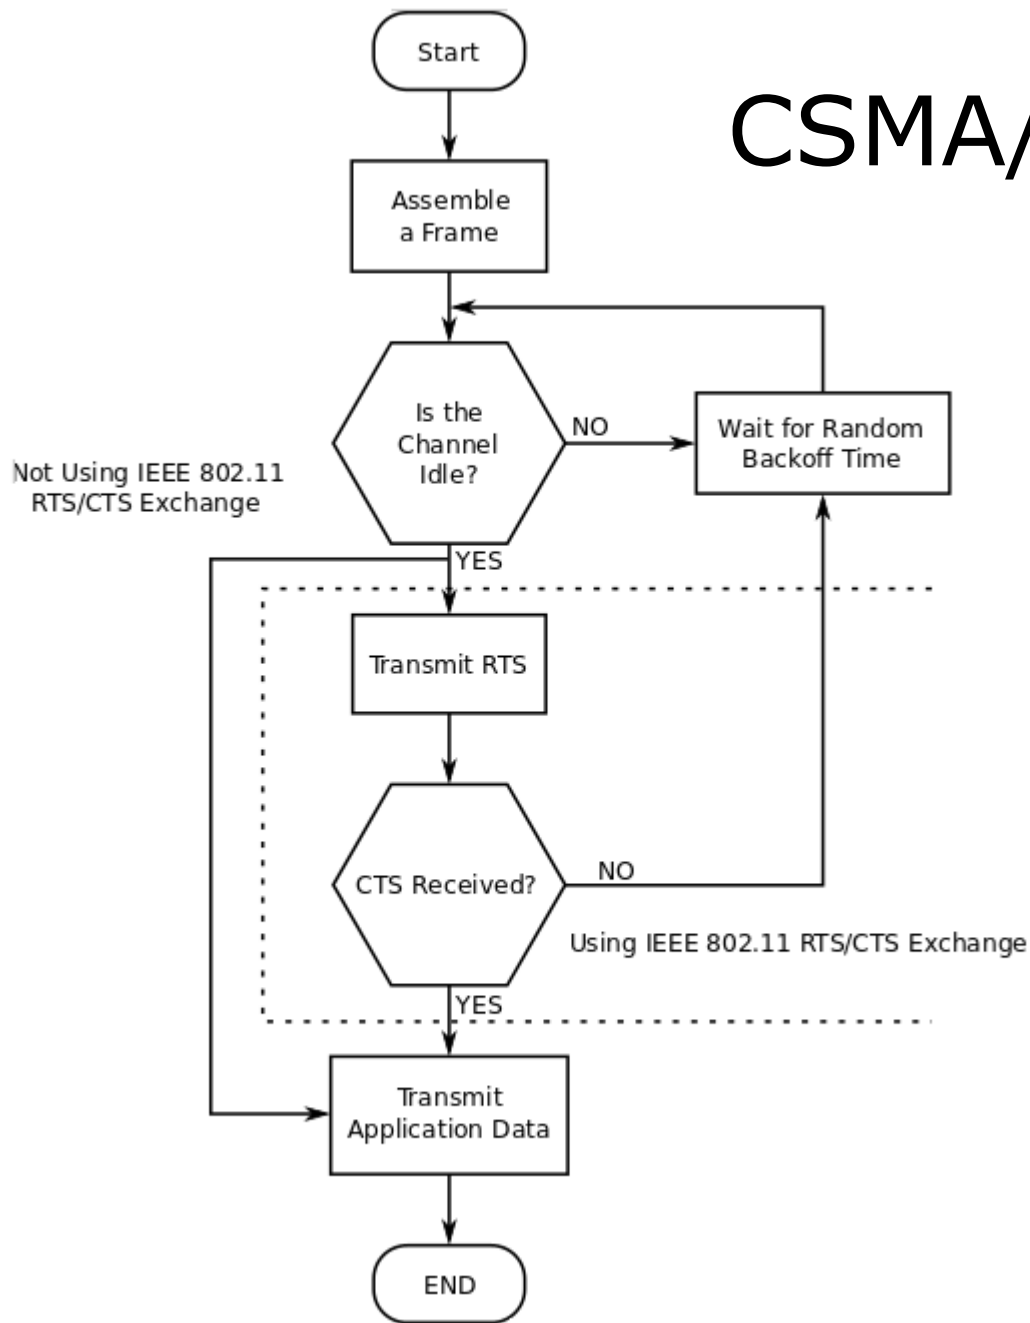 Start
CSMA/
Assemble
a Frame
Is the
Channel
Idle?
NO
Wait for Random
Backoff Time
Not Using IEEE 802.11
RTS/CTS Exchange
YES
Transmit RTS
CTS Received?
NO
Using IEEE 802.11 RTS/CTS Exchange
YES
Transmit
Application Data
END